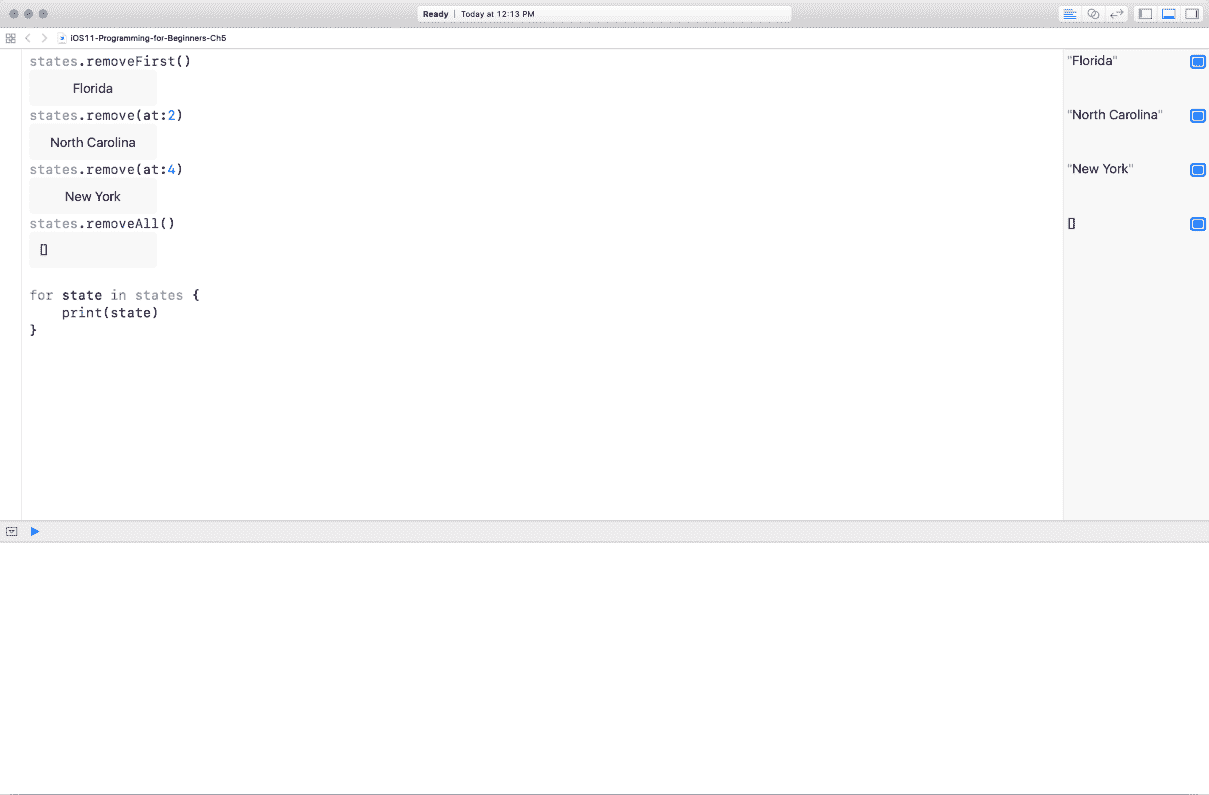 Ready | Today at 12:13 PM
iOS11-Programming-for-Beginners-Ch5
states.removeFirst() "Florida"
Florida
states.remove(at:2) "North Carolina"
North Carolina
states.remove(at:4) "New York"
New York
states.removeAll() []
[]
for state in states {
    print(state)
}